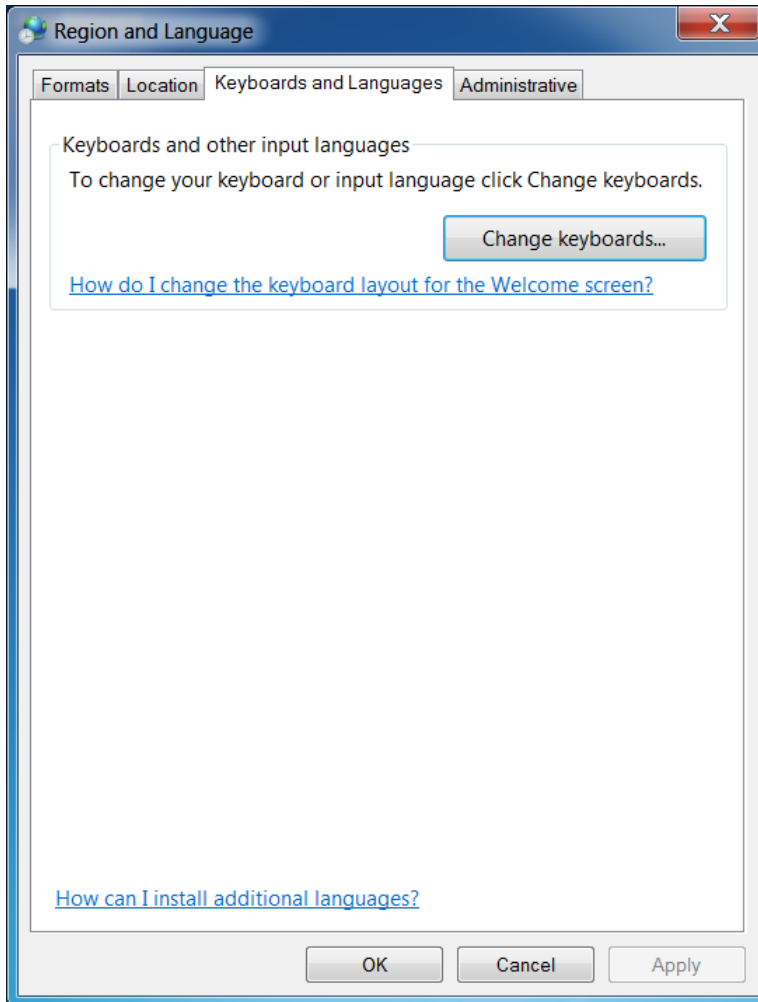 Region and Language
Formats Location Keyboards and Languages Administrative
Keyboards and other input languages
To change your keyboard or input language click Change keyboards.
Change keyboards...
How do I change the keyboard layout for the Welcome screen?
How can I install additional languages?
OK Cancel Apply